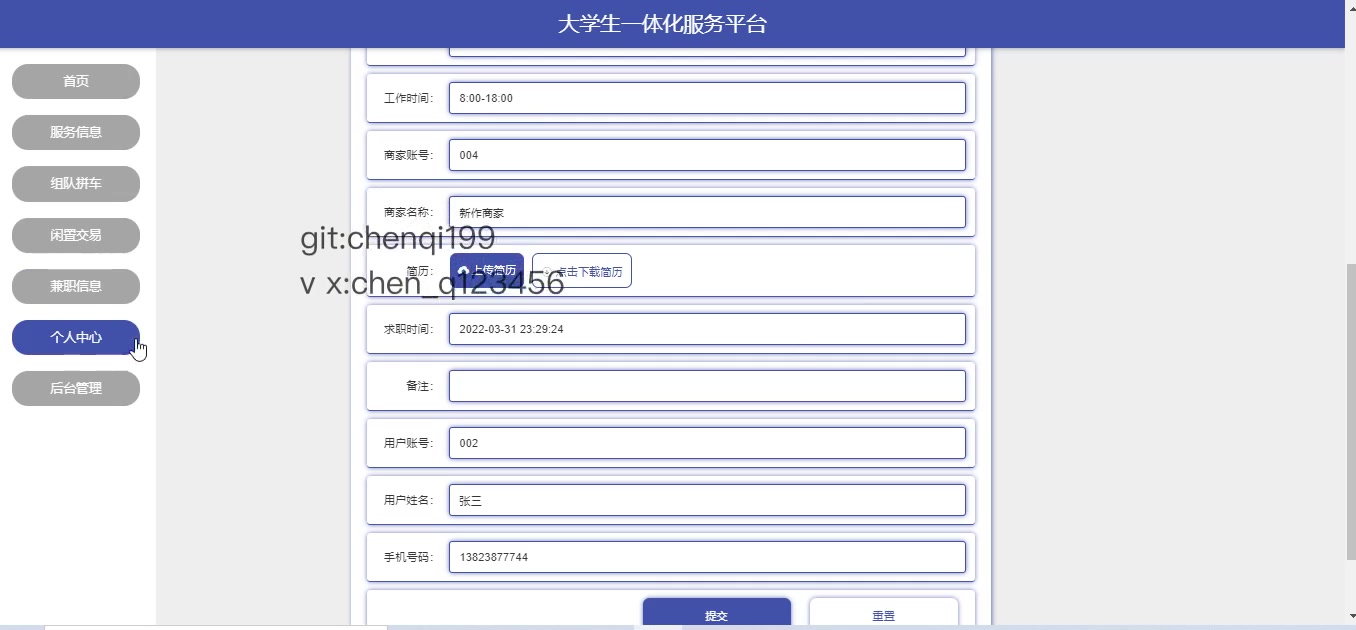 大学生一体化服务平台
首页
服务信息
组队拼车
闲置交易
兼职信息
个人中心
后台管理
工作时间： 8:00-18:00
商家账号： 004
商家名称： 新作商家
git:chenqi199
简历： 上传简历 点击下载简历
v x:chen_q123456
求职时间： 2022-03-31 23:29:24
备注：
用户账号： 002
用户姓名： 张三
手机号码： 13823877744
提交 重置